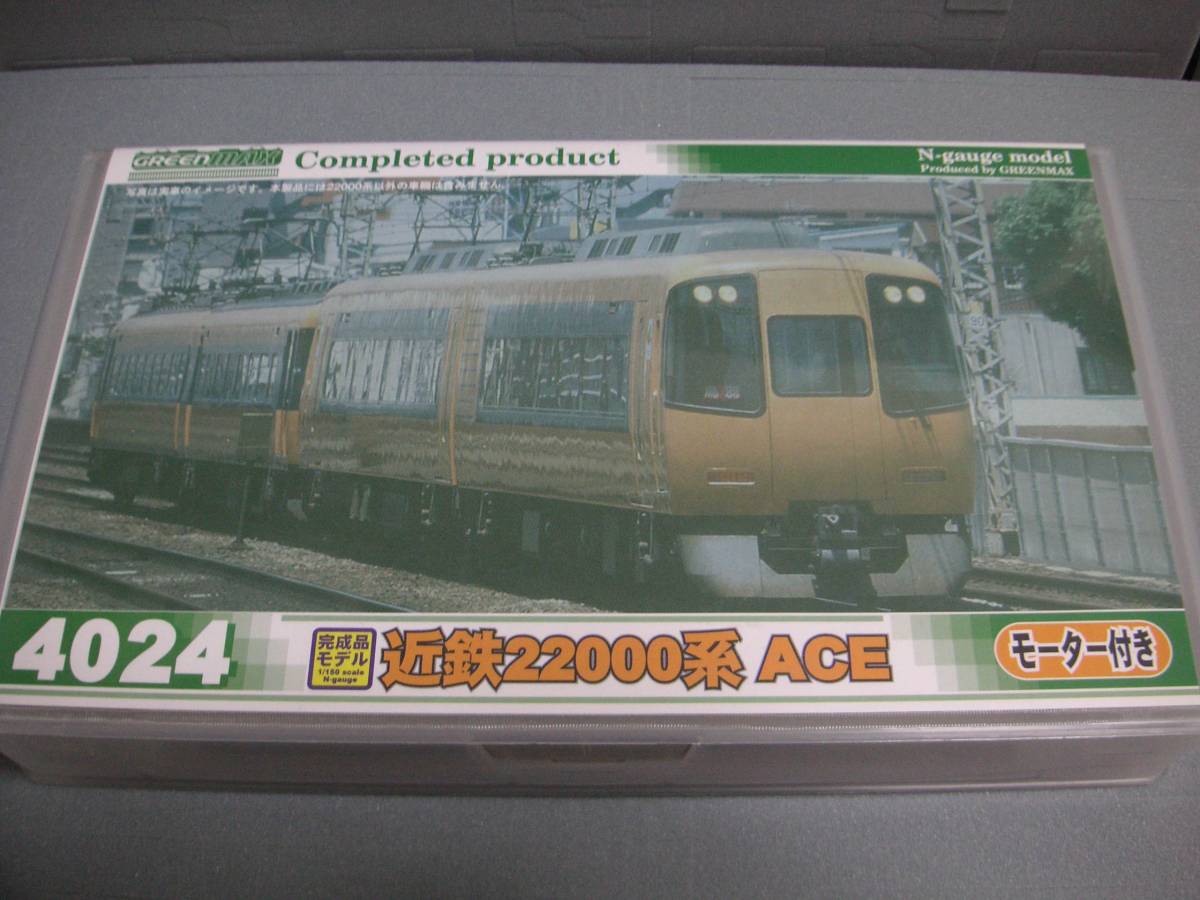 GREENMAX Completed product
N-gauge model
Produced by GREENMAX
写真は実車のイメージです。本製品には22000系以外の車輌は含みません。
90
4024
完成品
モデル
1/150 scale
N-gauge
近鉄22000系 ACE
モーター付き